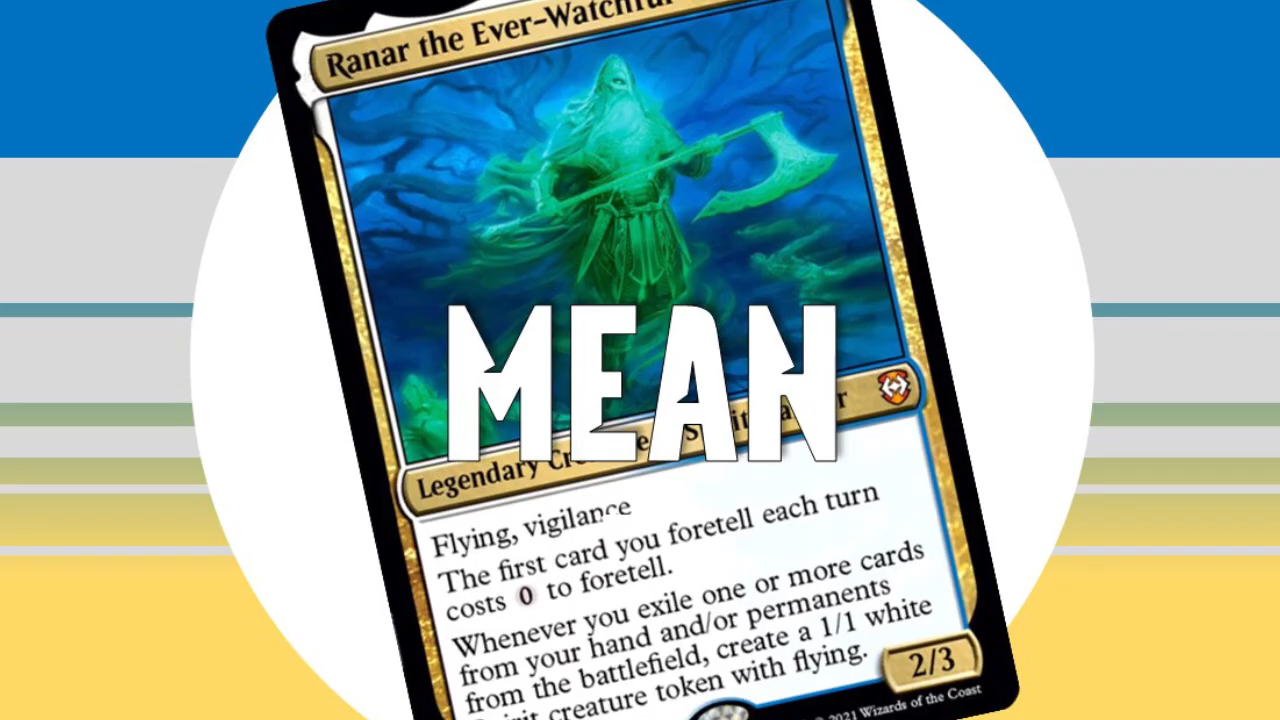 Ranar the Ever-Watchful
MEAN
Legendary
Flying, vigilance
The first card you foretell each turn
costs 0 to foretell.
Whenever you exile one or more cards
from your hand and/or permanents
from the battlefield, create a 1/1 white
Spirit creature token with flying.
2/3
© 2021 Wizards of the Coast